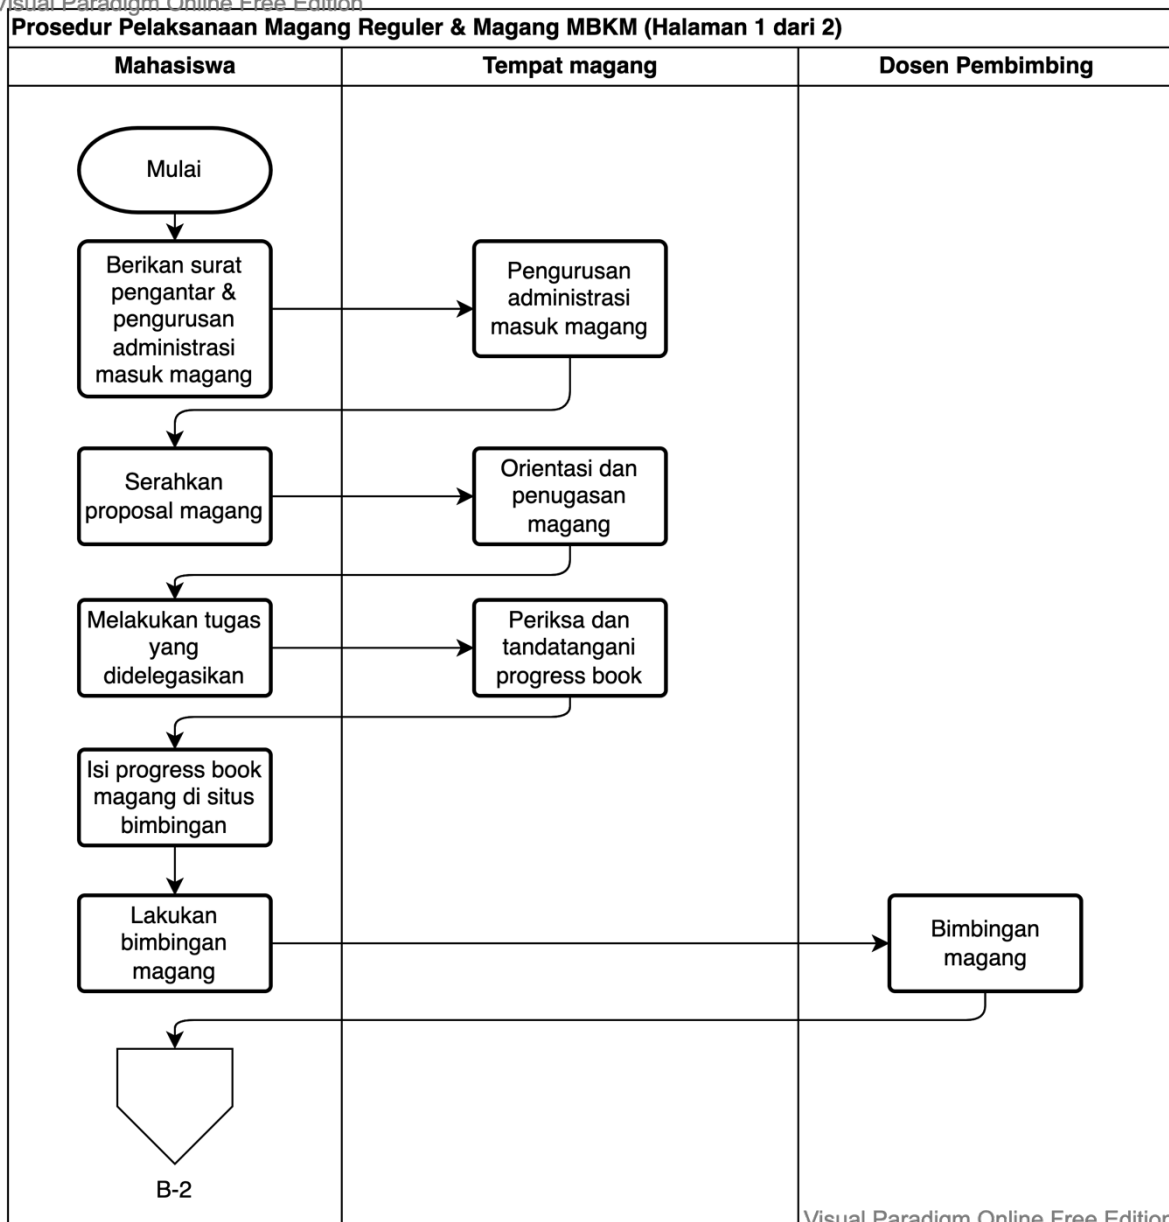 Visual Paradigm Online Free Edition
Prosedur Pelaksanaan Magang Reguler & Magang MBKM (Halaman 1 dari 2)
Mahasiswa
Tempat magang
Dosen Pembimbing
Mulai
Berikan surat
pengantar &
pengurusan
administrasi
masuk magang
Pengurusan
administrasi
masuk magang
Serahkan
proposal magang
Orientasi dan
penugasan
magang
Melakukan tugas
yang
didelegasikan
Periksa dan
tandatangani
progress book
Isi progress book
magang di situs
bimbingan
Lakukan
bimbingan
magang
Bimbingan
magang
B-2
Visual Paradigm Online Free Edition